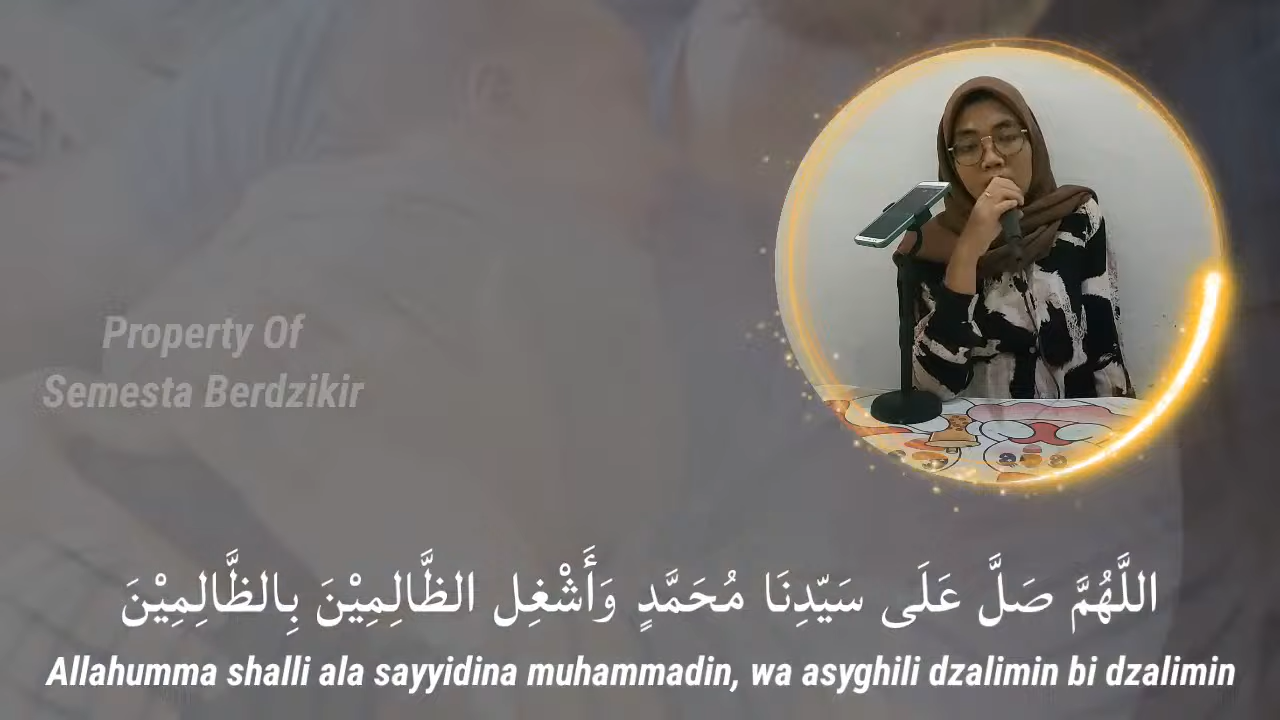 Property Of
Semesta Berdzikir
اللَّهُمَّ صَلَّ عَلَى سَيّدِنَا مُحَمَّدٍ وَأَشْغِل الظَّالِمِيْنَ بِالظَّالِمِيْنَ
Allahumma shalli ala sayyidina muhammadin, wa asyghili dzalimin bi dzalimin